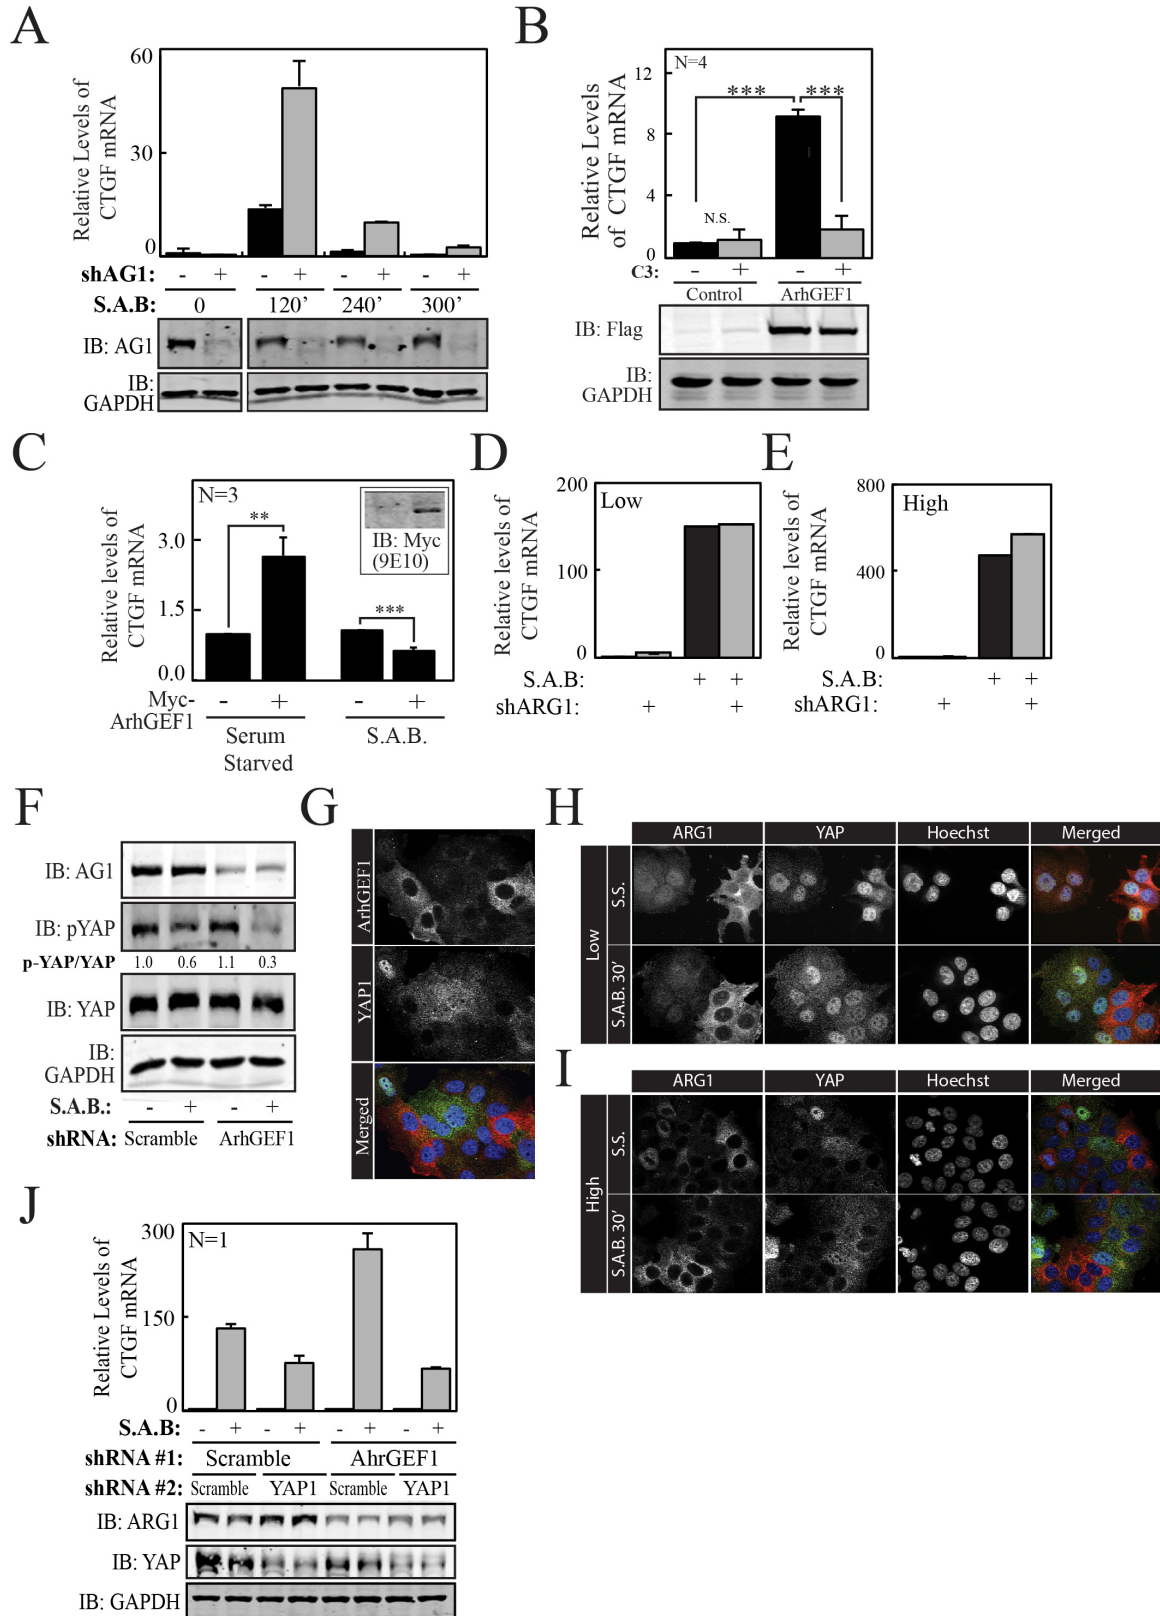 A
Relative Levels of
CTGF mRNA
60
30
0
shAG1: - + - + - + - +
S.A.B: 0 120' 240' 300'
IB: AG1
IB:
GAPDH
B
Relative Levels
of CTGF mRNA
N=4
12
8
4
0
*** ***
N.S.
C3: - + - +
Control ArhGEF1
IB: Flag
IB:
GAPDH
C
Relative levels of
CTGF mRNA
N=3
3.0
1.5
0.0
**
***
IB: Myc
(9E10)
Myc- - + - +
ArhGEF1
Serum
Starved
S.A.B.
D
Relative levels of
CTGF mRNA
200
100
0
Low
S.A.B: + +
shARG1: + +
E
Relative levels of
CTGF mRNA
800
400
0
High
S.A.B: + +
shARG1: + +
F
IB: AG1
IB: pYAP
p-YAP/YAP 1.0 0.6 1.1 0.3
IB: YAP
IB:
GAPDH
S.A.B.: - + - +
shRNA: Scramble ArhGEF1
G
ArhGEF1
YAP1
Merged
H
ARG1 YAP Hoechst Merged
Low
S.S.
S.A.B. 30'
I
ARG1 YAP Hoechst Merged
High
S.S.
S.A.B. 30'
J
Relative Levels of
CTGF mRNA
N=1
300
150
0
S.A.B: - + - + - + - +
shRNA #1: Scramble AhrGEF1
shRNA #2: Scramble YAP1 Scramble YAP1
IB: ARG1
IB: YAP
IB: GAPDH